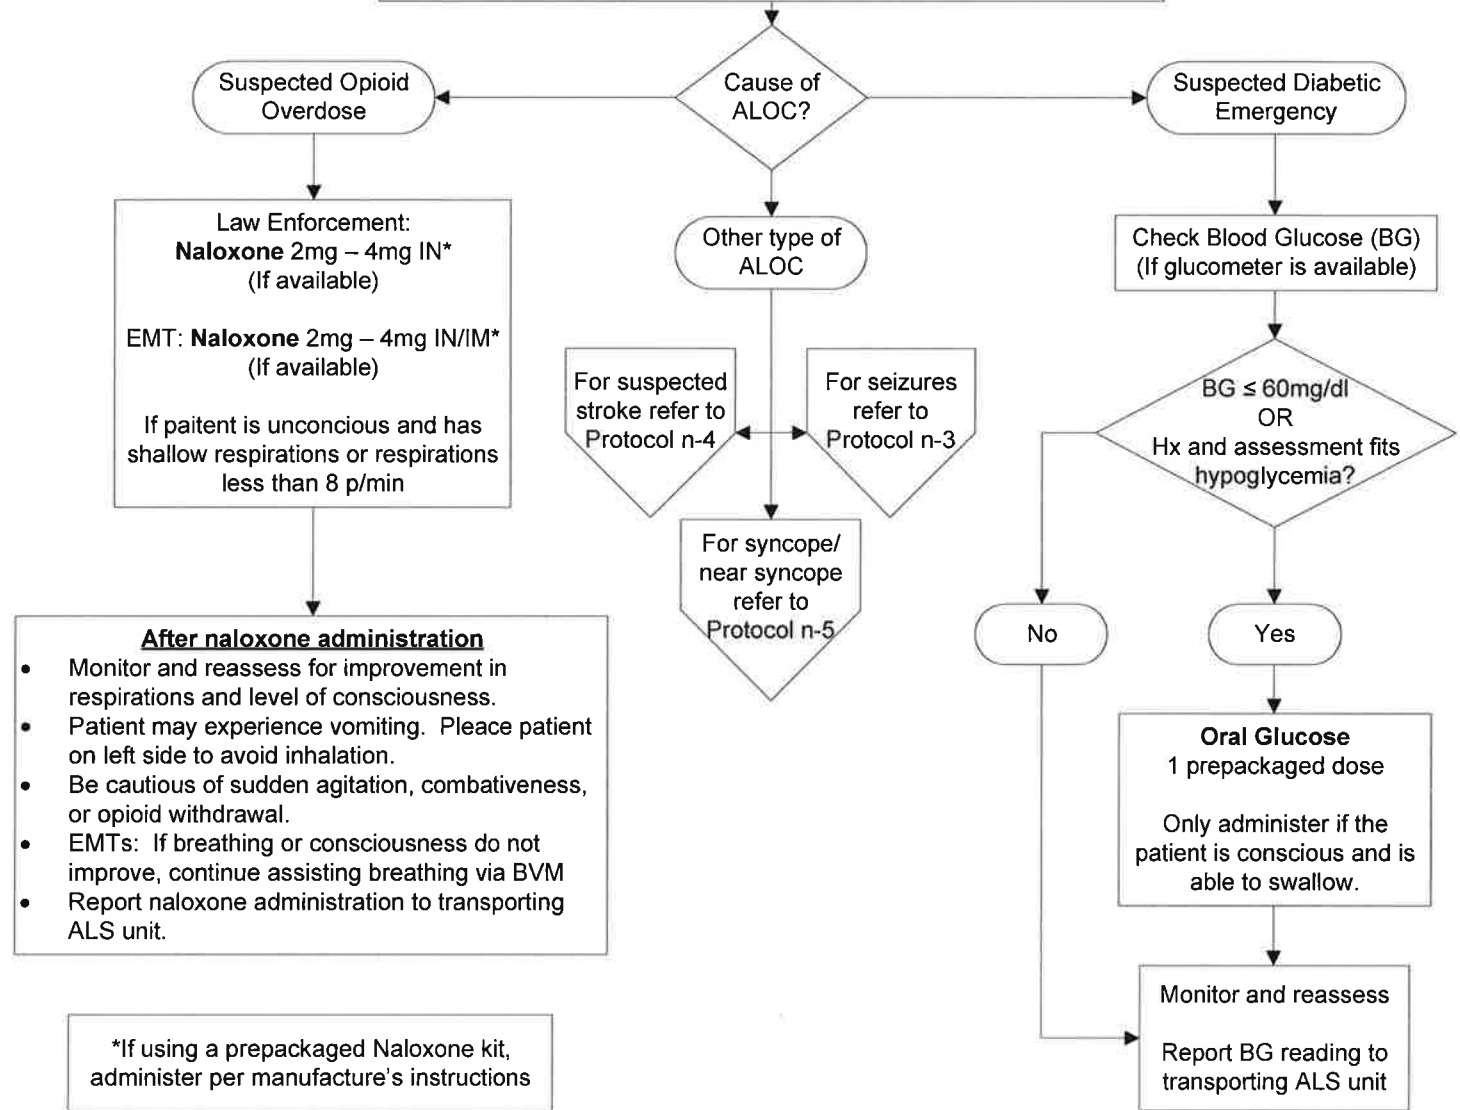 Cause of
ALOC?
Suspected Opioid
Overdose
Suspected Diabetic
Emergency
Law Enforcement:
Naloxone 2mg – 4mg IN*
(If available)
EMT: Naloxone 2mg – 4mg IN/IM*
(If available)
If paitent is unconcious and has
shallow respirations or respirations
less than 8 p/min
Other type of
ALOC
Check Blood Glucose (BG)
(If glucometer is available)
For suspected
stroke refer to
Protocol n-4
For seizures
refer to
Protocol n-3
BG ≤ 60mg/dl
OR
Hx and assessment fits
hypoglycemia?
For syncope/
near syncope
refer to
Protocol n-5
No
Yes
After naloxone administration
• Monitor and reassess for improvement in
respirations and level of consciousness.
• Patient may experience vomiting. Pleace patient
on left side to avoid inhalation.
• Be cautious of sudden agitation, combativeness,
or opioid withdrawal.
• EMTs: If breathing or consciousness do not
improve, continue assisting breathing via BVM
• Report naloxone administration to transporting
ALS unit.
Oral Glucose
1 prepackaged dose
Only administer if the
patient is conscious and is
able to swallow.
Monitor and reassess
Report BG reading to
transporting ALS unit
*If using a prepackaged Naloxone kit,
administer per manufacture's instructions